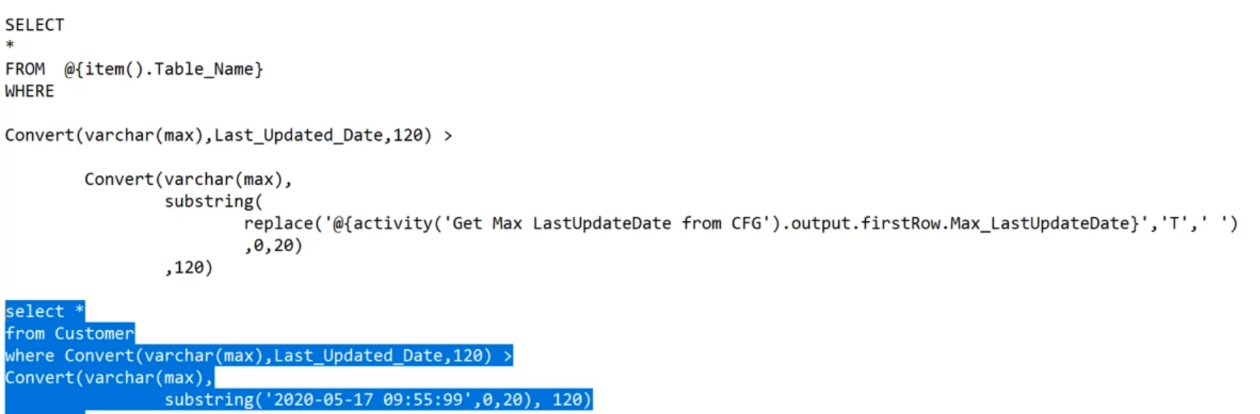 SELECT
*
FROM  @{item().Table_Name}
WHERE
Convert(varchar(max),Last_Updated_Date,120) >
Convert(varchar(max),
substring(
replace('@{activity('Get Max LastUpdateDate from CFG').output.firstRow.Max_LastUpdateDate}','T',' ')
,0,20)
,120)
select *
from Customer
where Convert(varchar(max),Last_Updated_Date,120) >
Convert(varchar(max),
substring('2020-05-17 09:55:99',0,20), 120)